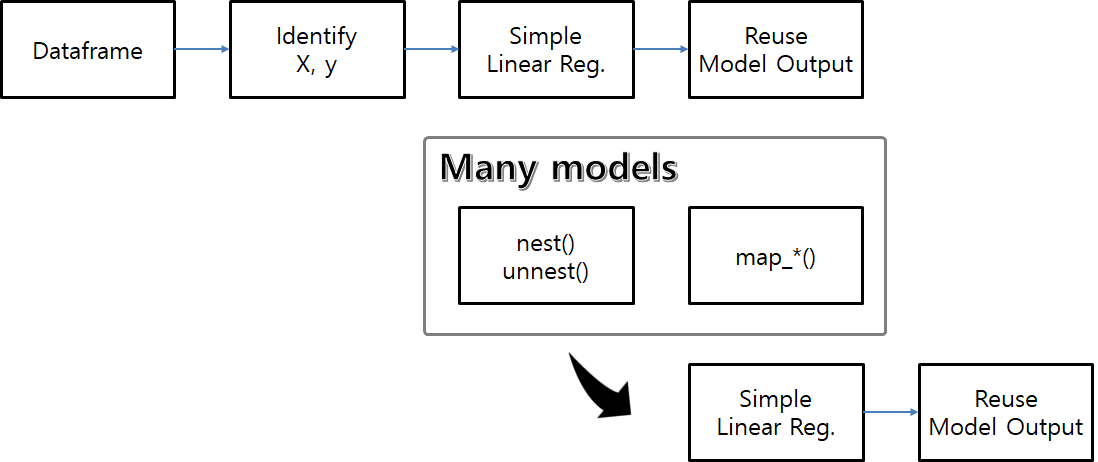 Dataframe
Identify
X, y
Simple
Linear Reg.
Reuse
Model Output
Many models
nest()
unnest()
map_*()
Simple
Linear Reg.
Reuse
Model Output